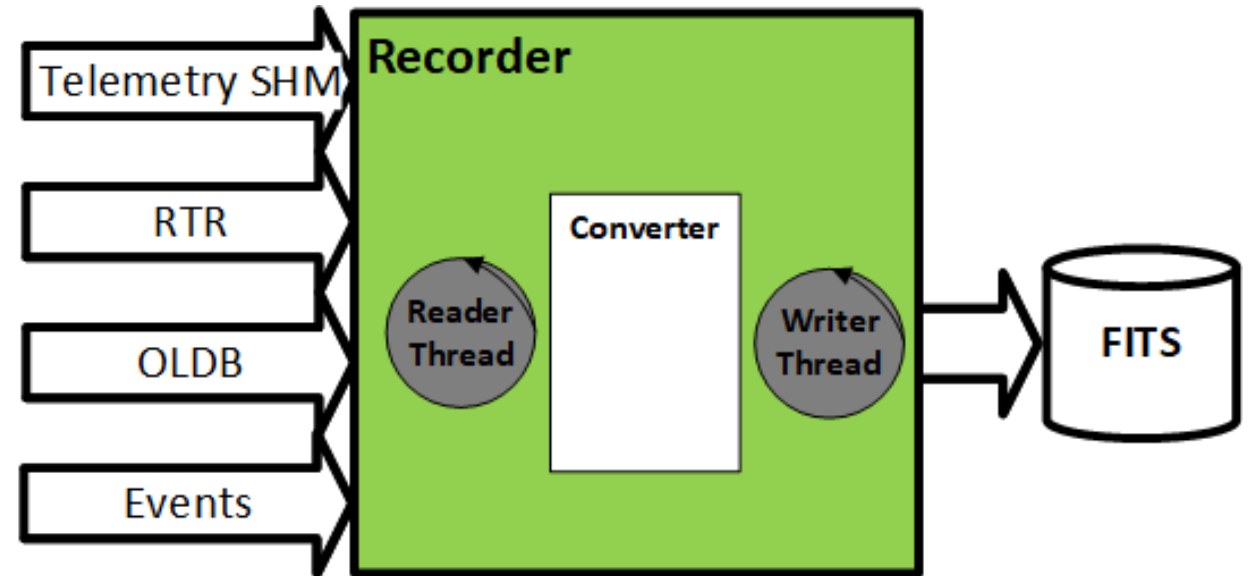 Telemetry SHM
RTR
OLDB
Events
Recorder
Reader
Thread
Converter
Writer
Thread
FITS